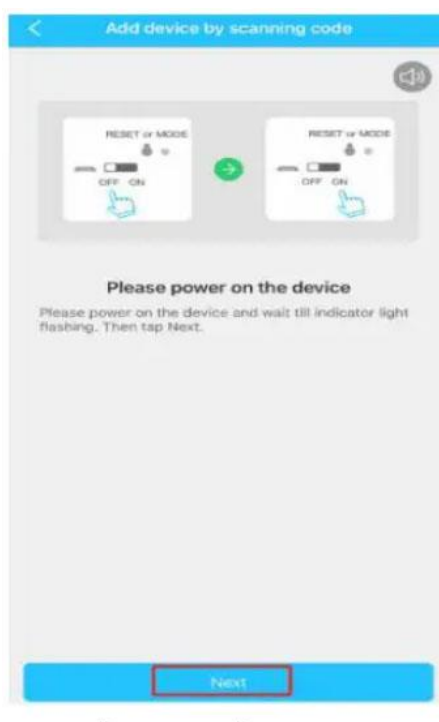 Add device by scanning code
RESET or MODE
OFF ON
RESET or MODE
OFF ON
Please power on the device
Please power on the device and wait till indicator light
flashing. Then tap Next.
Next